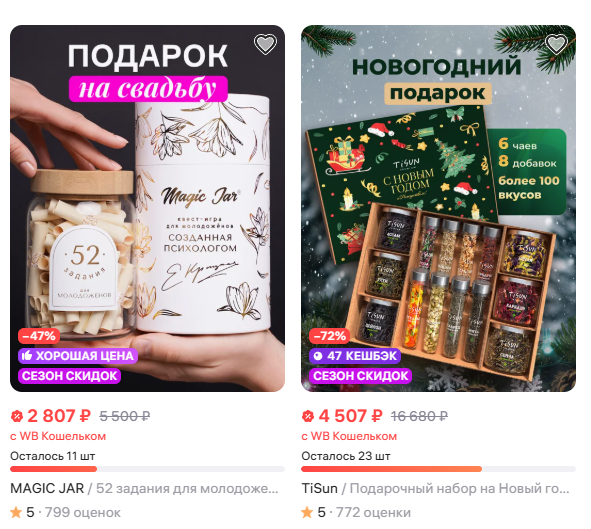 ПОДАРОК
на свадьбу
Magic Jar
квест-игра
для молодожёнов
СОЗДАННАЯ
ПСИХОЛОГОМ
52
задания
для
МОЛОДОЖЕНОВ
−47%
ХОРОШАЯ ЦЕНА
СЕЗОН СКИДОК
2 807 ₽ 5 500 ₽
с WB Кошельком
Осталось 11 шт
MAGIC JAR / 52 задания для молодоже...
5 · 799 оценок
НОВОГОДНИЙ
подарок
6 чаев
8 добавок
более 100
вкусов
TiSUN
С НОВЫМ
ГОДОМ
−72%
47 КЕШБЭК
СЕЗОН СКИДОК
4 507 ₽ 16 680 ₽
с WB Кошельком
Осталось 23 шт
TiSun / Подарочный набор на Новый го...
5 · 772 оценки